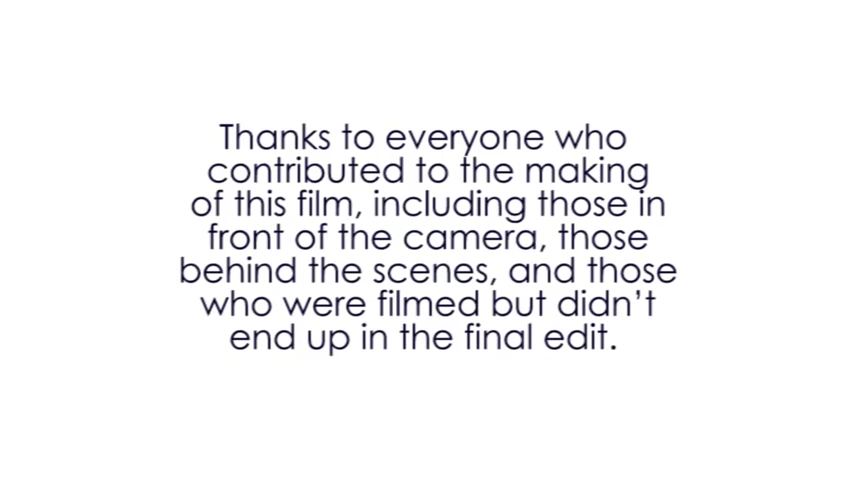 Thanks to everyone who
contributed to the making
of this film, including those in
front of the camera, those
behind the scenes, and those
who were filmed but didn’t
end up in the final edit.